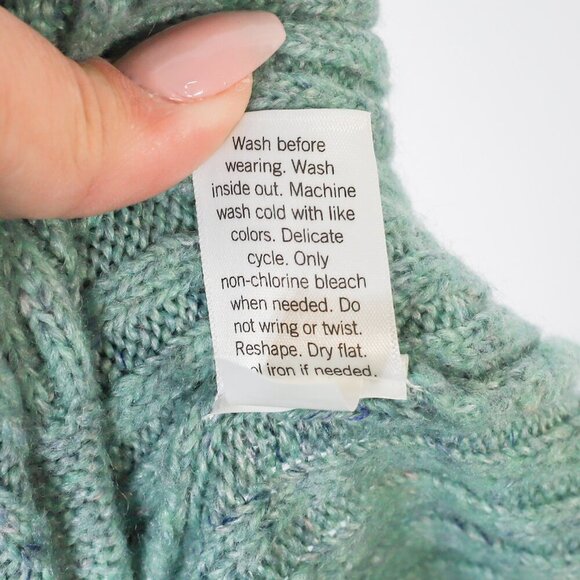 Wash before
wearing. Wash
inside out. Machine
wash cold with like
colors. Delicate
cycle. Only
non-chlorine bleach
when needed. Do
not wring or twist.
Reshape. Dry flat.
iron if needed.